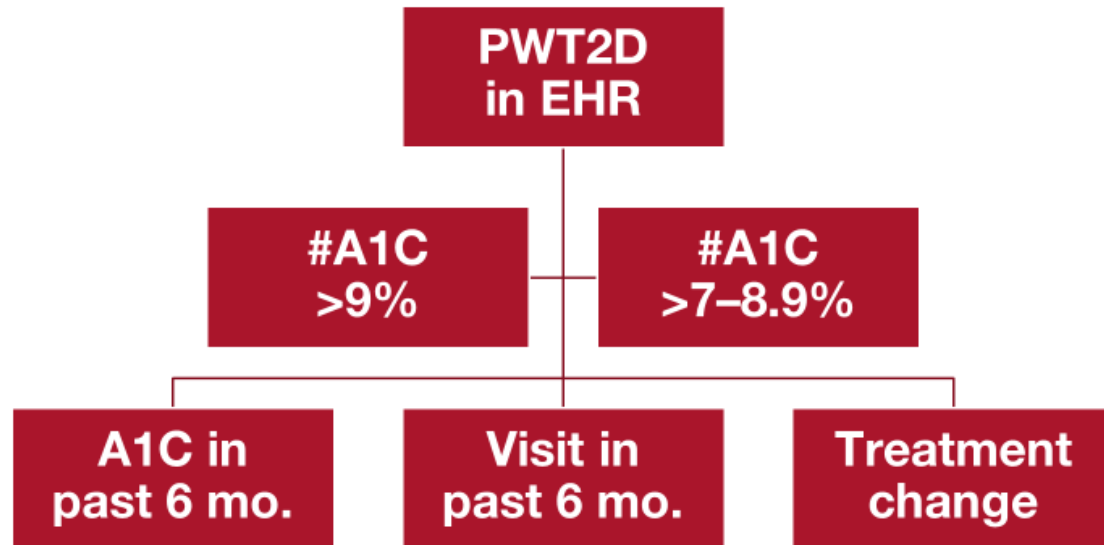 PWT2D
in EHR
#A1C
>9%
#A1C
>7–8.9%
A1C in
past 6 mo.
Visit in
past 6 mo.
Treatment
change